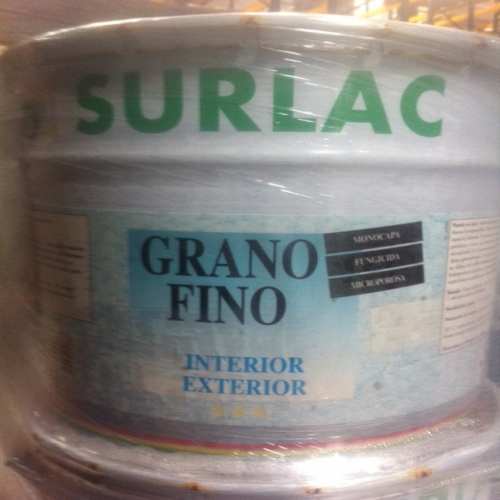 SURLAC
GRANO
FINO
MONOCAPA
FUNGICIDA
MICROPOROSA
INTERIOR
EXTERIOR